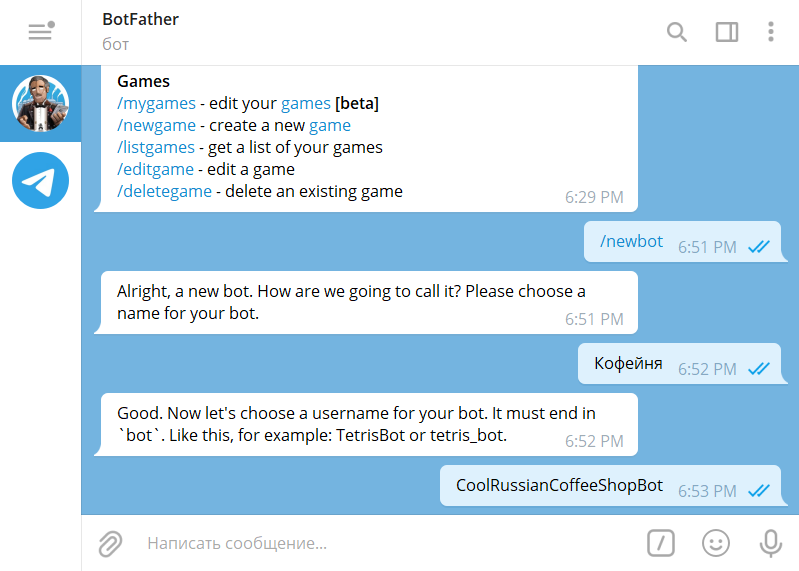 BotFather
бот
Games
/mygames - edit your games [beta]
/newgame - create a new game
/listgames - get a list of your games
/editgame - edit a game
/deletegame - delete an existing game
6:29 PM
/newbot 6:51 PM
Alright, a new bot. How are we going to call it? Please choose a
name for your bot.
6:51 PM
Кофейня 6:52 PM
Good. Now let's choose a username for your bot. It must end in
`bot`. Like this, for example: TetrisBot or tetris_bot.
6:52 PM
CoolRussianCoffeeShopBot 6:53 PM
Написать сообщение...